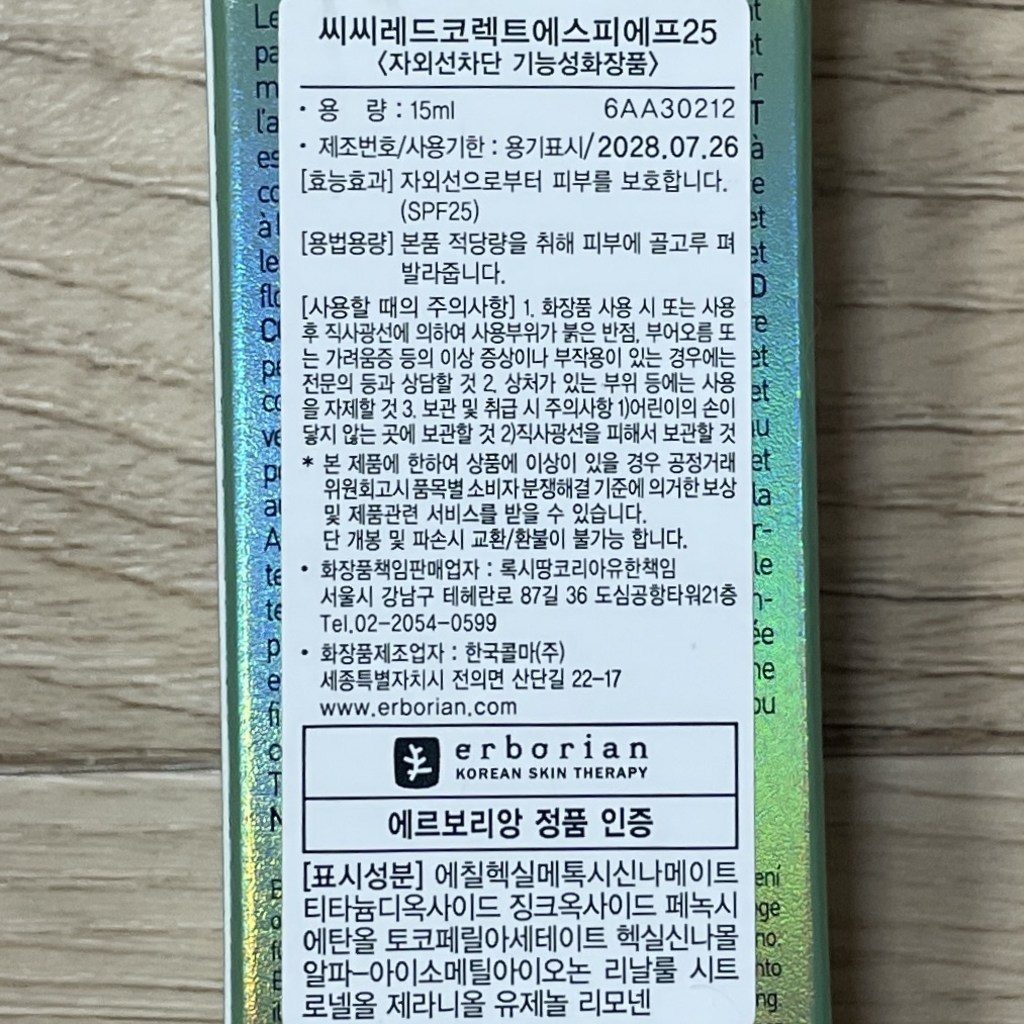 씨씨레드코렉트에스피에프25
〈자외선차단 기능성화장품〉
· 용 량 : 15ml 6AA30212
· 제조번호/사용기한 : 용기표시/ 2028.07.26
[효능효과] 자외선으로부터 피부를 보호합니다.
(SPF25)
[용법용량] 본품 적당량을 취해 피부에 골고루 펴
발라줍니다.
[사용할 때의 주의사항] 1. 화장품 사용 시 또는 사용
후 직사광선에 의하여 사용부위가 붉은 반점, 부어오름 또
는 가려움증 등의 이상 증상이나 부작용이 있는 경우에는
전문의 등과 상담할 것 2. 상처가 있는 부위 등에는 사용
을 자제할 것 3. 보관 및 취급 시 주의사항 1)어린이의 손이
닿지 않는 곳에 보관할 것 2)직사광선을 피해서 보관할 것
* 본 제품에 한하여 상품에 이상이 있을 경우 공정거래
위원회고시 품목별 소비자 분쟁해결 기준에 의거한 보상
및 제품관련 서비스를 받을 수 있습니다.
단 개봉 및 파손시 교환/환불이 불가능 합니다.
· 화장품책임판매업자 : 록시땅코리아유한책임
서울시 강남구 테헤란로 87길 36 도심공항타워21층
Tel.02-2054-0599
· 화장품제조업자 : 한국콜마(주)
세종특별자치시 전의면 산단길 22-17
www.erborian.com
erborian
KOREAN SKIN THERAPY
에르보리앙 정품 인증
[표시성분] 에칠헥실메톡시신나메이트
티타늄디옥사이드 징크옥사이드 페녹시
에탄올 토코페릴아세테이트 헥실신나몰
알파-아이소메틸아이오논 리날룰 시트
로넬올 제라니올 유제놀 리모넨